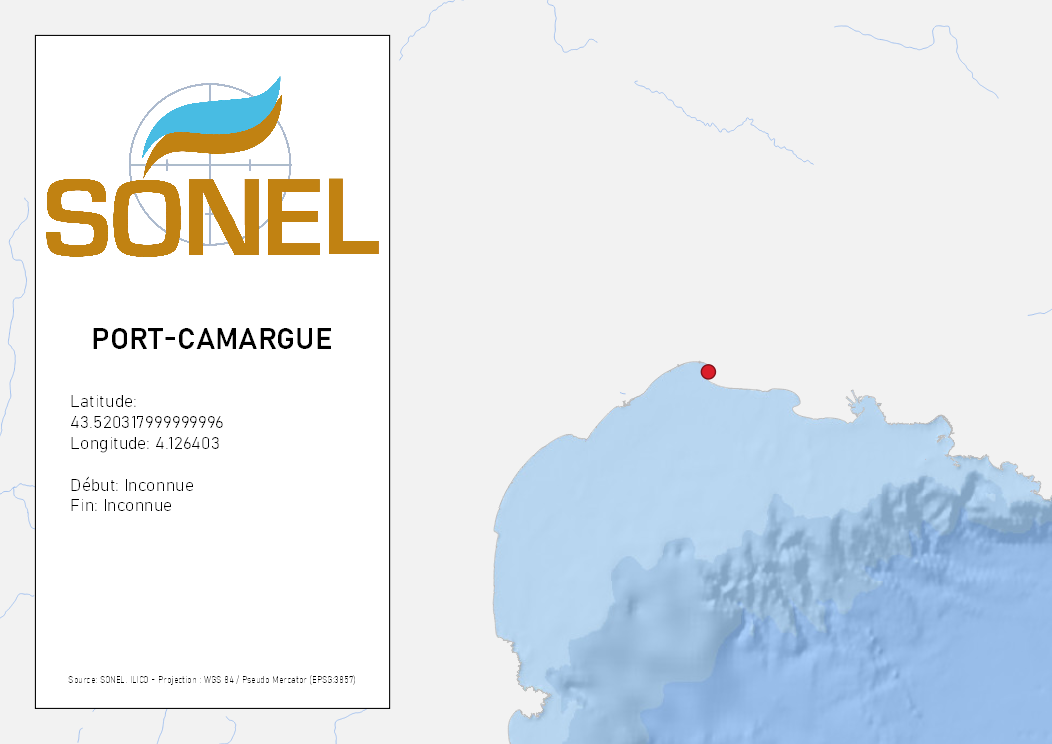 SONEL
PORT-CAMARGUE
Latitude:
43.520317999999996
Longitude: 4.126403
Début: Inconnue
Fin: Inconnue
Source: SONEL, ILICO - Projection : WGS 84 / Pseudo Mercator (EPSG:3857)